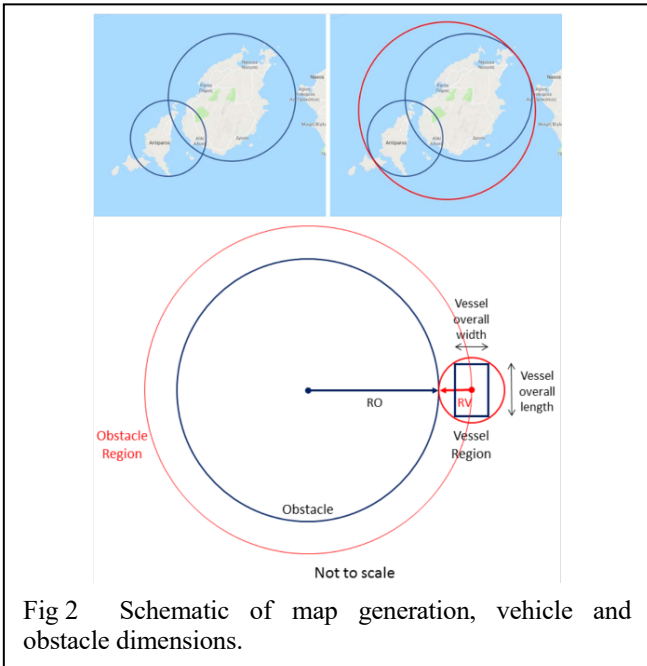 Antiparos
Antiparos
Vessel
overall
width
Vessel
overall
length
RO
RV
Obstacle
Region
Vessel
Region
Obstacle
Not to scale
Fig 2 Schematic of map generation, vehicle and
obstacle dimensions.